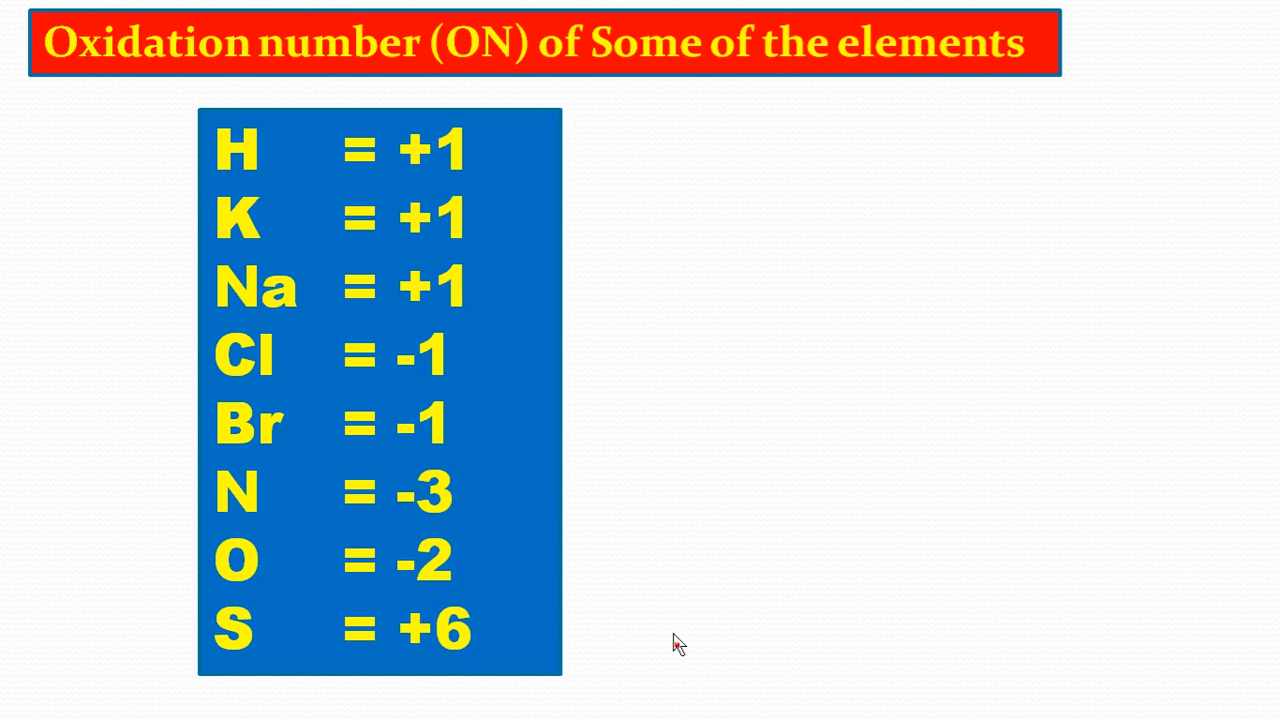 Oxidation number (ON) of Some of the elements
H = +1
K = +1
Na = +1
Cl = -1
Br = -1
N = -3
O = -2
S = +6